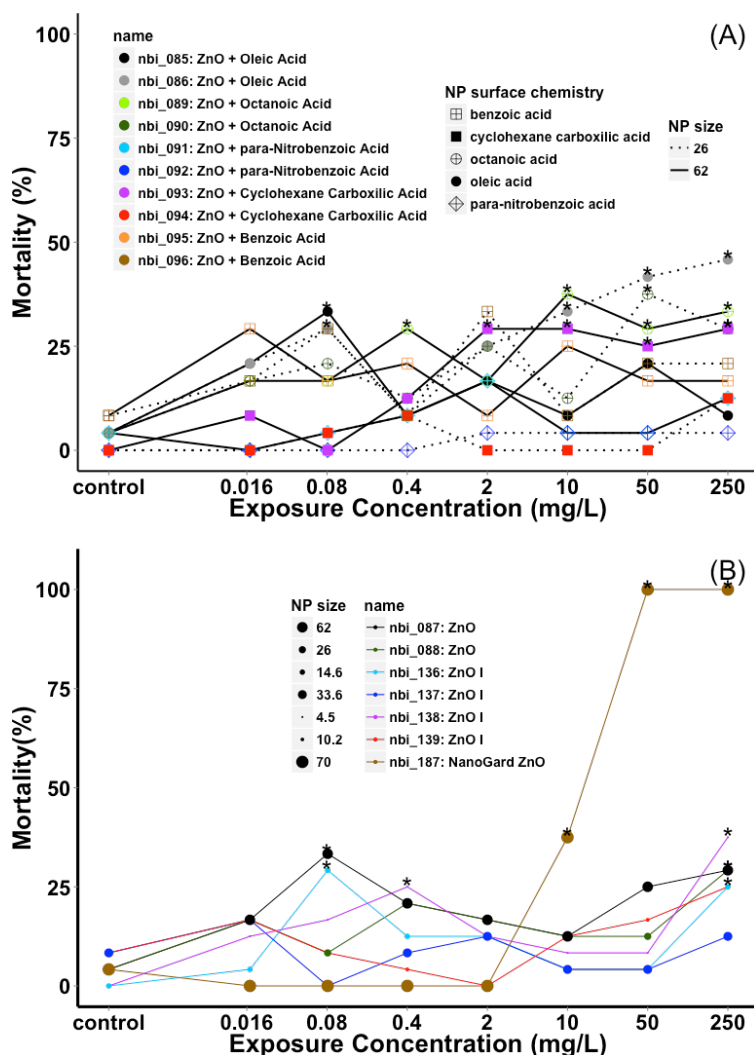 (A)
100
75
50
25
0
Mortality (%)
name
nbi_085: ZnO + Oleic Acid
nbi_086: ZnO + Oleic Acid
nbi_089: ZnO + Octanoic Acid
nbi_090: ZnO + Octanoic Acid
nbi_091: ZnO + para-Nitrobenzoic Acid
nbi_092: ZnO + para-Nitrobenzoic Acid
nbi_093: ZnO + Cyclohexane Carboxilic Acid
nbi_094: ZnO + Cyclohexane Carboxilic Acid
nbi_095: ZnO + Benzoic Acid
nbi_096: ZnO + Benzoic Acid
NP surface chemistry
benzoic acid
cyclohexane carboxilic acid
octanoic acid
oleic acid
para-nitrobenzoic acid
NP size
26
62
control 0.016 0.08 0.4 2 10 50 250
Exposure Concentration (mg/L)
(B)
100
75
50
25
0
Mortality(%)
NP size
62
26
14.6
33.6
4.5
10.2
70
name
nbi_087: ZnO
nbi_088: ZnO
nbi_136: ZnO I
nbi_137: ZnO I
nbi_138: ZnO I
nbi_139: ZnO I
nbi_187: NanoGard ZnO
control 0.016 0.08 0.4 2 10 50 250
Exposure Concentration (mg/L)